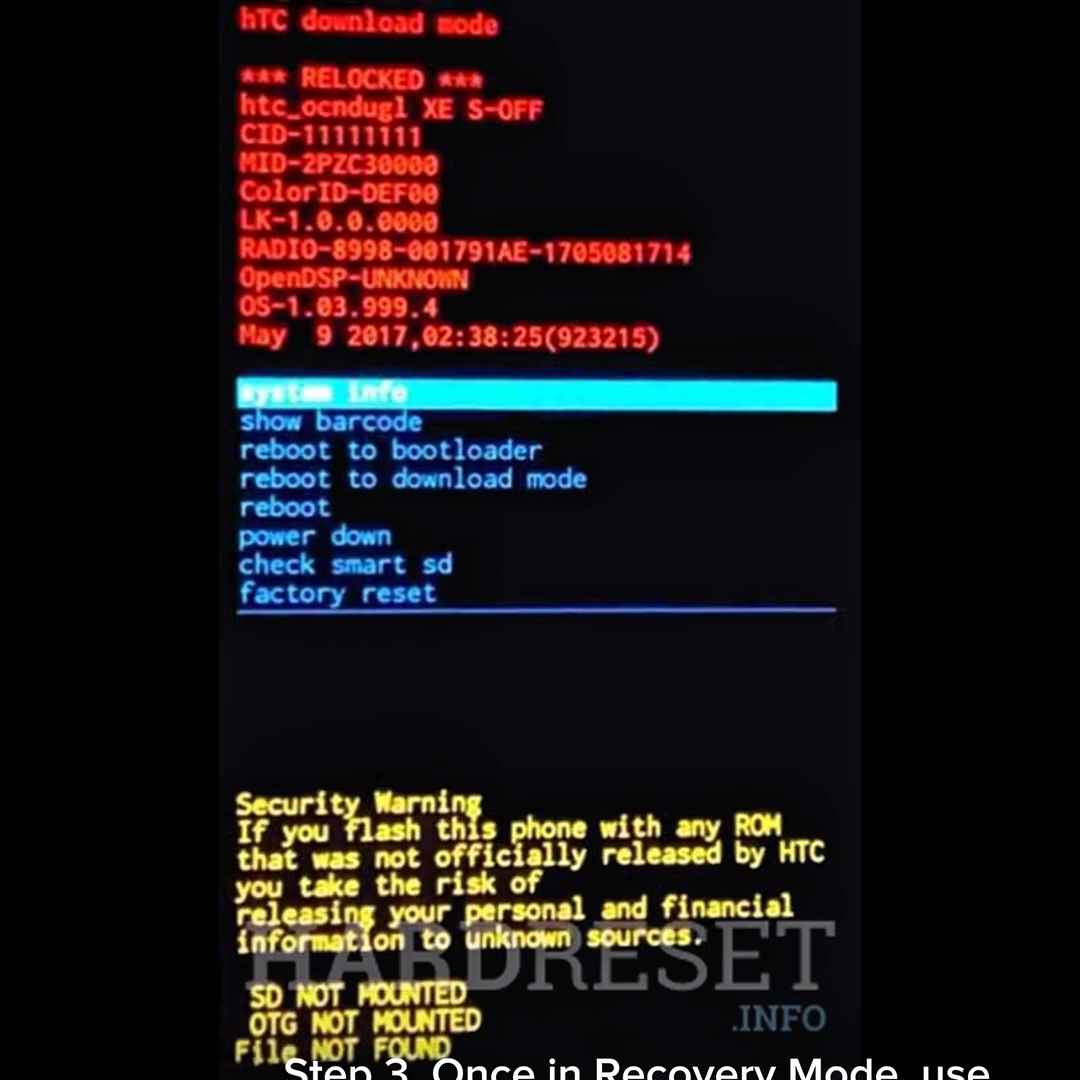 hTC download mode
*** RELOCKED ***
htc_ocndugl XE S-OFF
CID-11111111
MID-2PZC30000
ColorID-DEF00
LK-1.0.0.0000
RADIO-8998-001791AE-1705081714
OpenDSP-UNKNOWN
OS-1.03.999.4
May  9 2017,02:38:25(923215)
system info
show barcode
reboot to bootloader
reboot to download mode
reboot
power down
check smart sd
factory reset
Security Warning
If you flash this phone with any ROM
that was not officially released by HTC
you take the risk of
releasing your personal and financial
information to unknown sources.
HARDRESET
.INFO
SD NOT MOUNTED
OTG NOT MOUNTED
File NOT FOUND
Step 3. Once in Recovery Mode, use